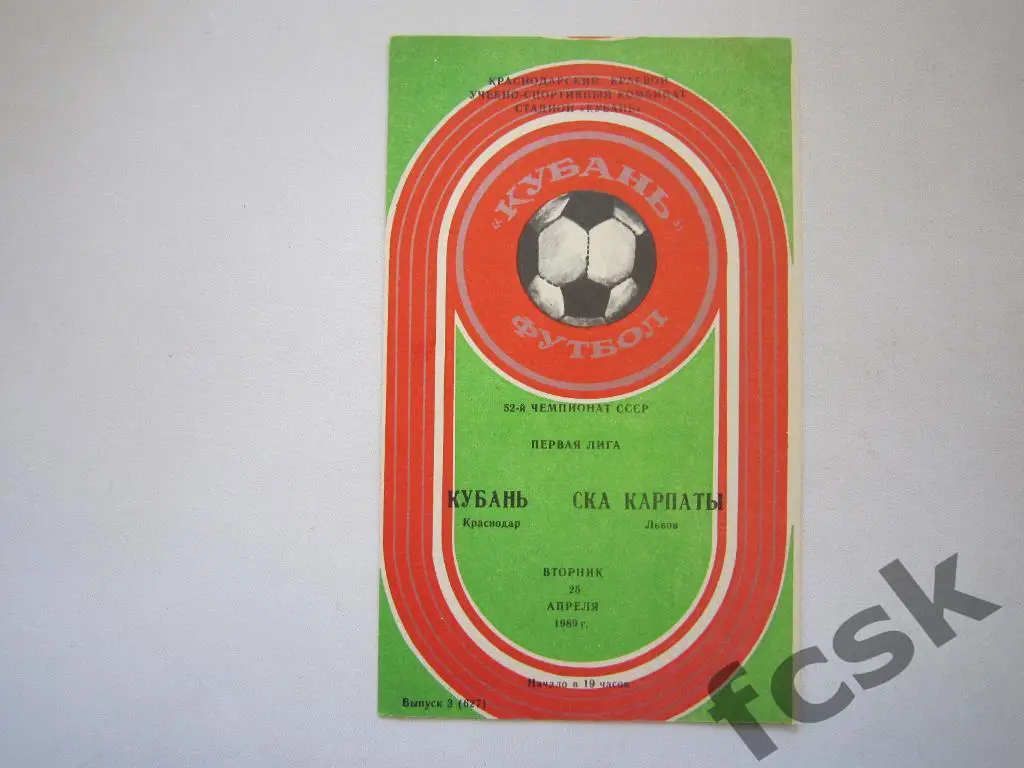 КРАСНОДАРСКИЙ КРАЕВОЙ
УЧЕБНО-СПОРТИВНЫЙ КОМБИНАТ
СТАДИОН «КУБАНЬ»
«КУБАНЬ»
ФУТБОЛ
52-й ЧЕМПИОНАТ СССР
ПЕРВАЯ ЛИГА
КУБАНЬ СКА КАРПАТЫ
Краснодар Львов
ВТОРНИК
25
АПРЕЛЯ
1989 г.
Начало в 19 часов
Выпуск 3 (627)
fcsk